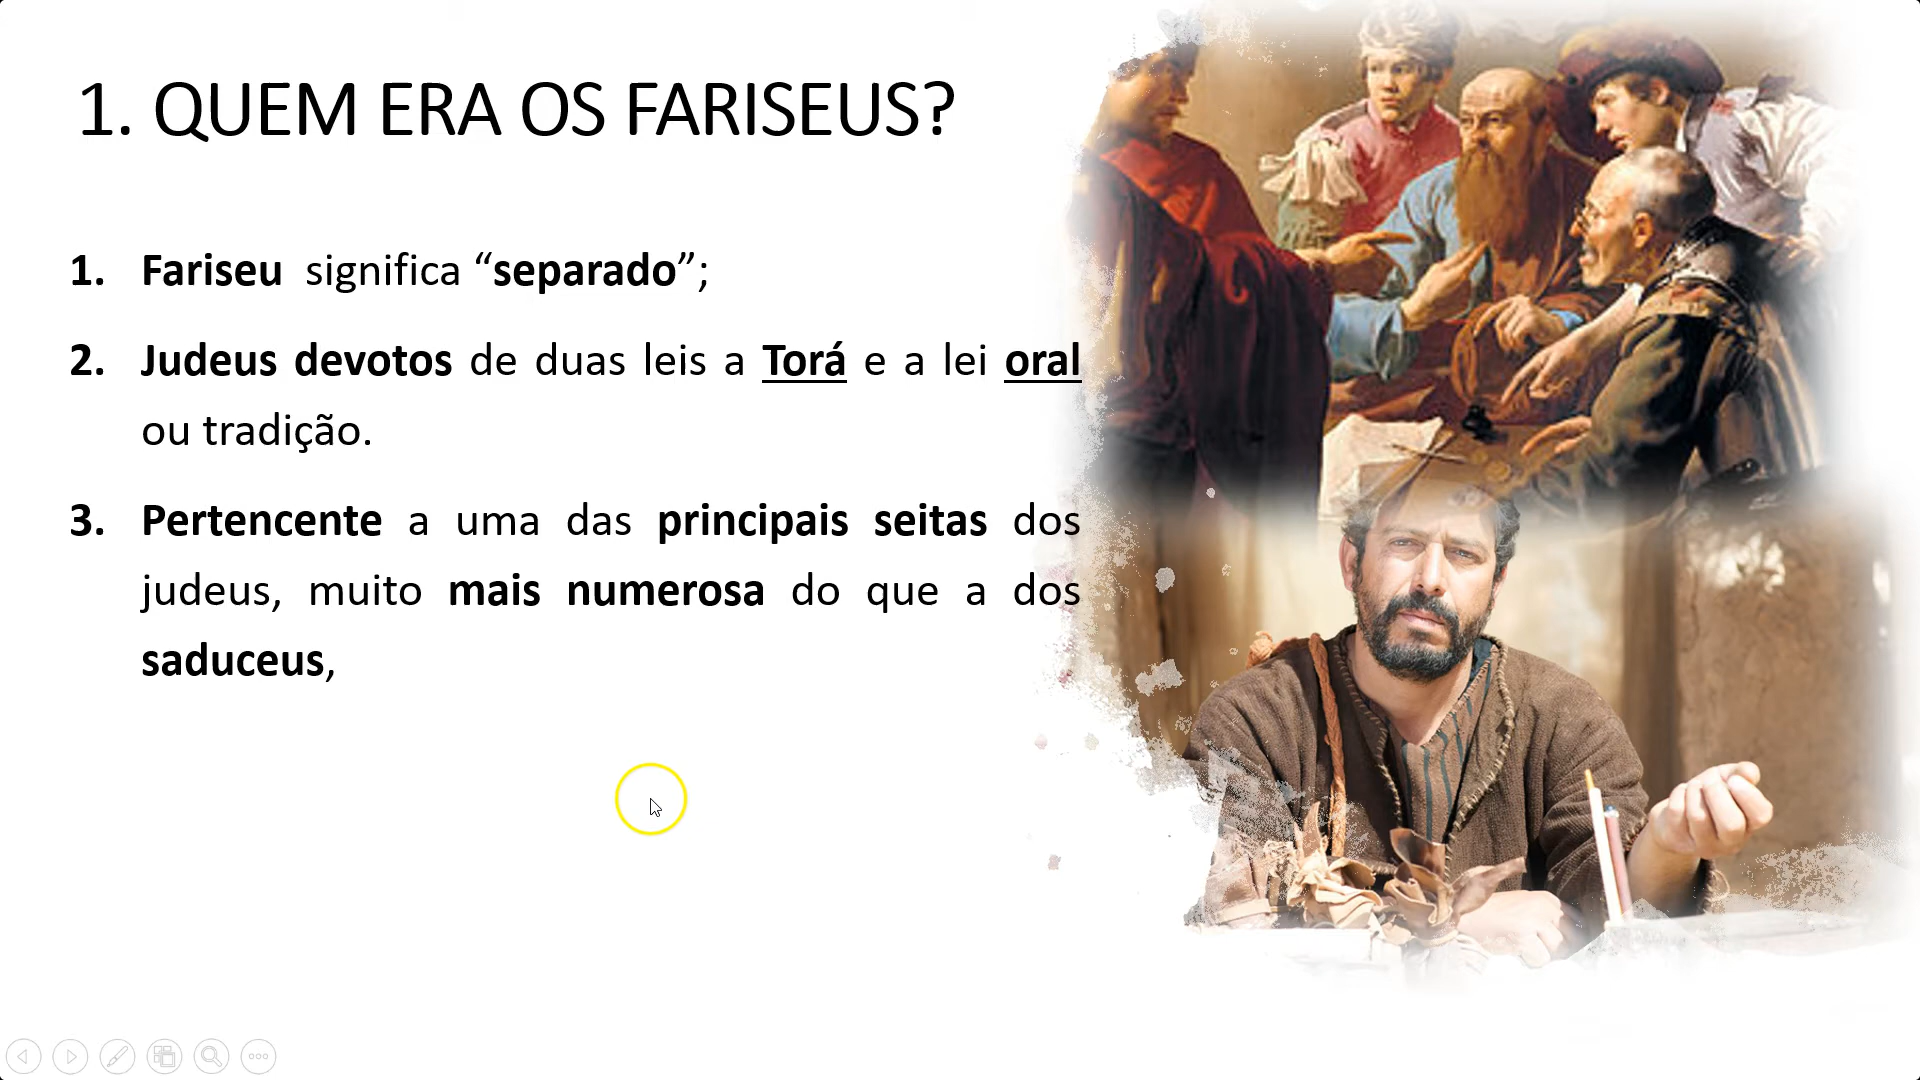 1. QUEM ERA OS FARISEUS?
1. Fariseu significa “separado”;
2. Judeus devotos de duas leis a Torá e a lei oral
ou tradição.
3. Pertencente a uma das principais seitas dos
judeus, muito mais numerosa do que a dos
saduceus,